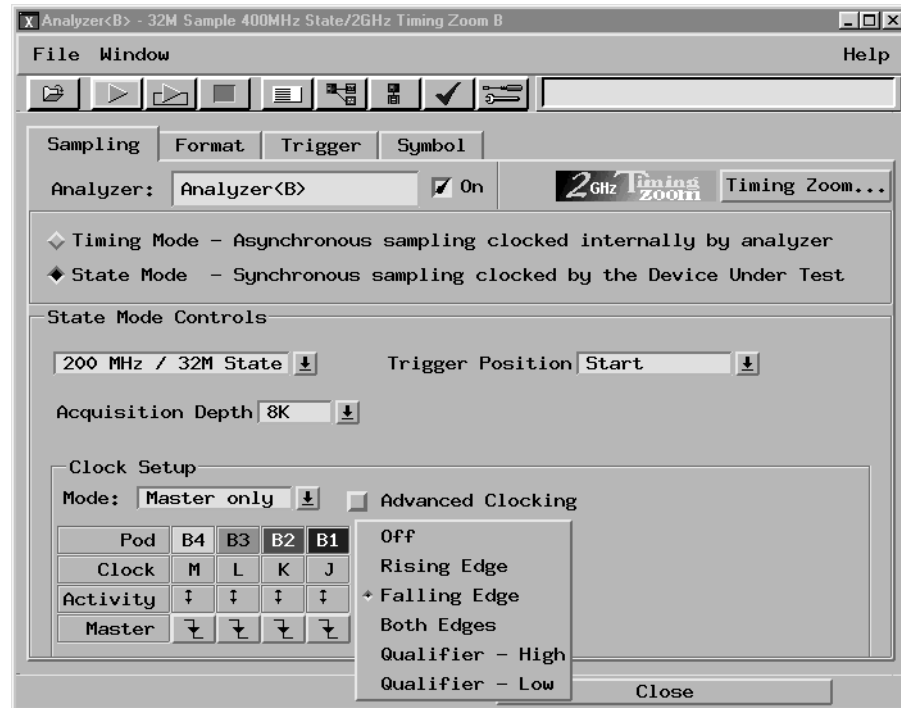 X Analyzer<B> - 32M Sample 400MHz State/2GHz Timing Zoom B
File Window Help
Sampling Format Trigger Symbol
Analyzer: Analyzer<B> On 2GHz Timing zoom Timing Zoom...
Timing Mode - Asynchronous sampling clocked internally by analyzer
State Mode - Synchronous sampling clocked by the Device Under Test
State Mode Controls
200 MHz / 32M State Trigger Position Start
Acquisition Depth 8K
Clock Setup
Mode: Master only Advanced Clocking
Pod B4 B3 B2 B1
Clock M L K J
Activity
Master
Off
Rising Edge
Falling Edge
Both Edges
Qualifier - High
Qualifier - Low
Close